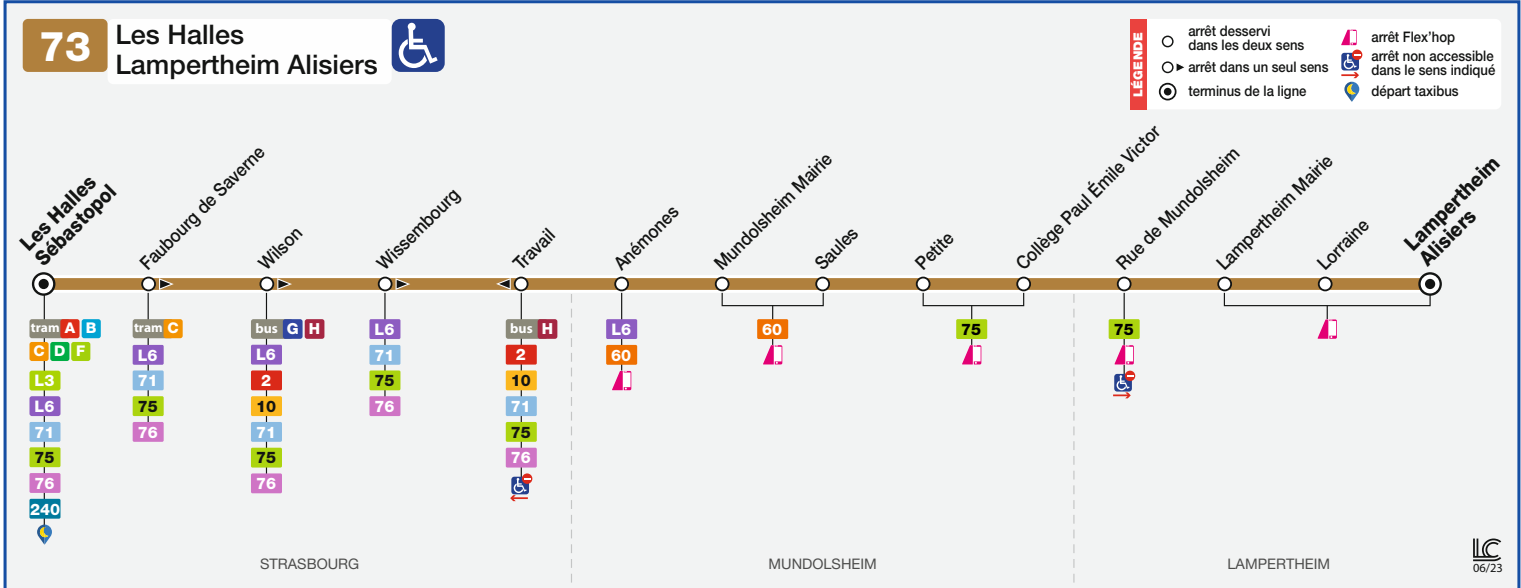 73
Les Halles
Lampertheim Alisiers
LÉGENDE
arrêt desservi
dans les deux sens
arrêt dans un seul sens
terminus de la ligne
arrêt Flex'hop
arrêt non accessible
dans le sens indiqué
départ taxibus
Les Halles
Sébastopol
Faubourg de Saverne
Wilson
Wissembourg
Travail
Anémones
Mundolsheim Mairie
Saules
Petite
Collège Paul Émile Victor
Rue de Mundolsheim
Lampertheim Mairie
Lorraine
Lampertheim
Alisiers
tram A B
C D F
L3
L6
71
75
76
240
tram C
L6
71
75
76
bus G H
L6
2
10
71
75
76
L6
71
75
76
bus H
2
10
71
75
76
L6
60
60
75
75
STRASBOURG
MUNDOLSHEIM
LAMPERTHEIM
LC
06/23